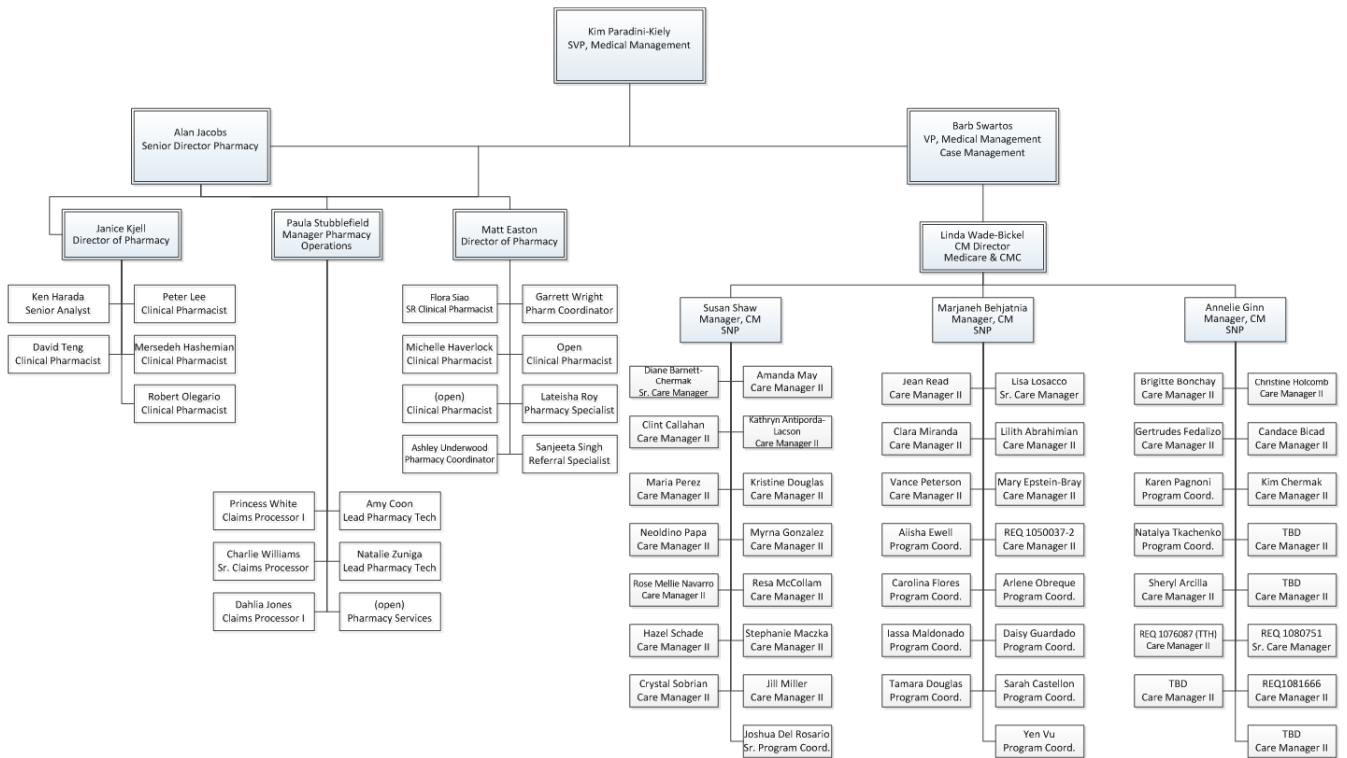 Kim Paradini-Kiely
SVP, Medical Management
Alan Jacobs
Senior Director Pharmacy
Barb Swartos
VP, Medical Management
Case Management
Janice Kjell
Director of Pharmacy
Paula Stubblefield
Manager Pharmacy
Operations
Matt Easton
Director of Pharmacy
Linda Wade-Bickel
CM Director
Medicare & CMC
Ken Harada
Senior Analyst
Peter Lee
Clinical Pharmacist
David Teng
Clinical Pharmacist
Mersedeh Hashemian
Clinical Pharmacist
Robert Olegario
Clinical Pharmacist
Princess White
Claims Processor I
Amy Coon
Lead Pharmacy Tech
Charlie Williams
Sr. Claims Processor
Natalie Zuniga
Lead Pharmacy Tech
Dahlia Jones
Claims Processor I
(open)
Pharmacy Services
Flora Siao
SR Clinical Pharmacist
Garrett Wright
Pharm Coordinator
Michelle Haverlock
Clinical Pharmacist
Open
Clinical Pharmacist
(open)
Clinical Pharmacist
Lateisha Roy
Pharmacy Specialist
Ashley Underwood
Pharmacy Coordinator
Sanjeeta Singh
Referral Specialist
Susan Shaw
Manager, CM
SNP
Diane Barnett-
Chermak
Sr. Care Manager
Amanda May
Care Manager II
Clint Callahan
Care Manager II
Kathryn Antiporda-
Lacson
Care Manager II
Maria Perez
Care Manager II
Kristine Douglas
Care Manager II
Neoldino Papa
Care Manager II
Myrna Gonzalez
Care Manager II
Rose Mellie Navarro
Care Manager II
Resa McCollam
Care Manager II
Hazel Schade
Care Manager II
Stephanie Maczka
Care Manager II
Crystal Sobrian
Care Manager II
Jill Miller
Care Manager II
Joshua Del Rosario
Sr. Program Coord.
Marjaneh Behjatnia
Manager, CM
SNP
Jean Read
Care Manager II
Lisa Losacco
Sr. Care Manager
Clara Miranda
Care Manager II
Lilith Abrahimian
Care Manager II
Vance Peterson
Care Manager II
Mary Epstein-Bray
Care Manager II
Aiisha Ewell
Program Coord.
REQ 1050037-2
Care Manager II
Carolina Flores
Program Coord.
Arlene Obreque
Program Coord.
Iassa Maldonado
Program Coord.
Daisy Guardado
Program Coord.
Tamara Douglas
Program Coord.
Sarah Castellon
Program Coord.
Yen Vu
Program Coord.
Annelie Ginn
Manager, CM
SNP
Brigitte Bonchay
Care Manager II
Christine Holcomb
Care Manager II
Gertrudes Fedalizo
Care Manager II
Candace Bicad
Care Manager II
Karen Pagnoni
Program Coord.
Kim Chermak
Care Manager II
Natalya Tkachenko
Program Coord.
TBD
Care Manager II
Sheryl Arcilla
Care Manager II
TBD
Care Manager II
REQ 1076087 (TTH)
Care Manager II
REQ 1080751
Sr. Care Manager
TBD
Care Manager II
REQ1081666
Care Manager II
TBD
Care Manager II